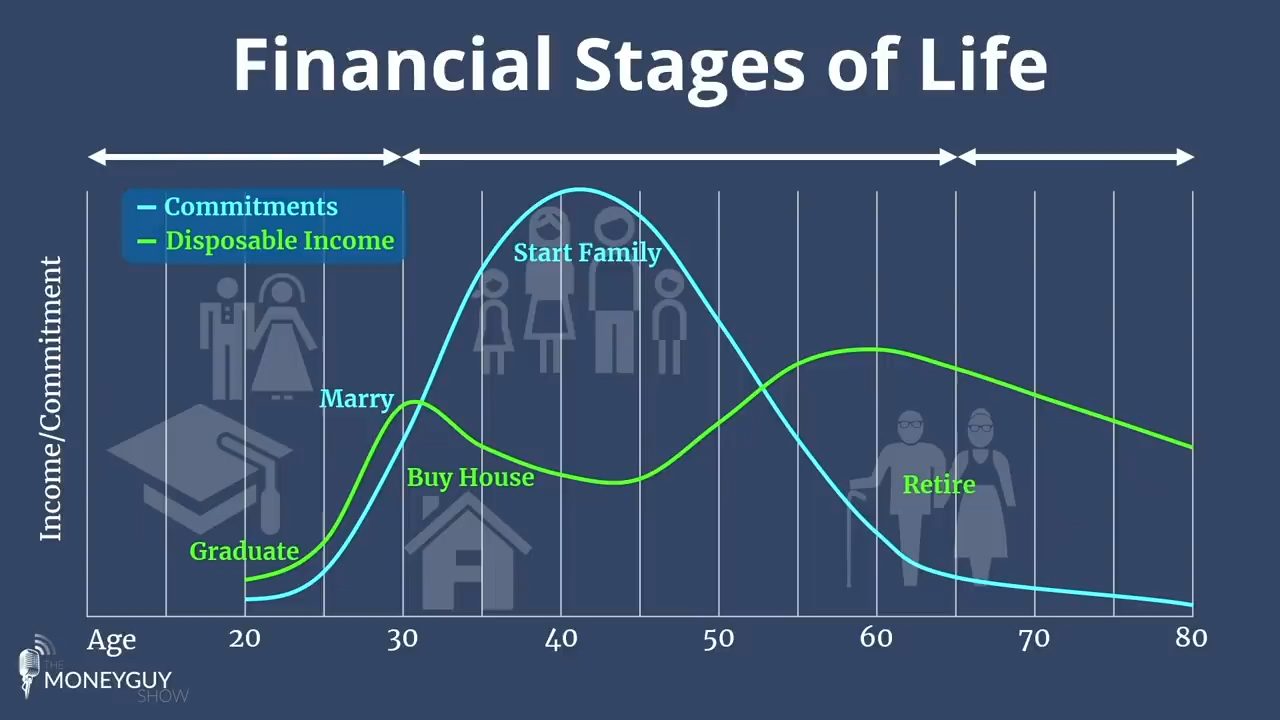 Financial Stages of Life
Commitments
Disposable Income
Start Family
Marry
Buy House
Retire
Graduate
Income/Commitment
Age 20 30 40 50 60 70 80
THE
MONEYGUY
SHOW